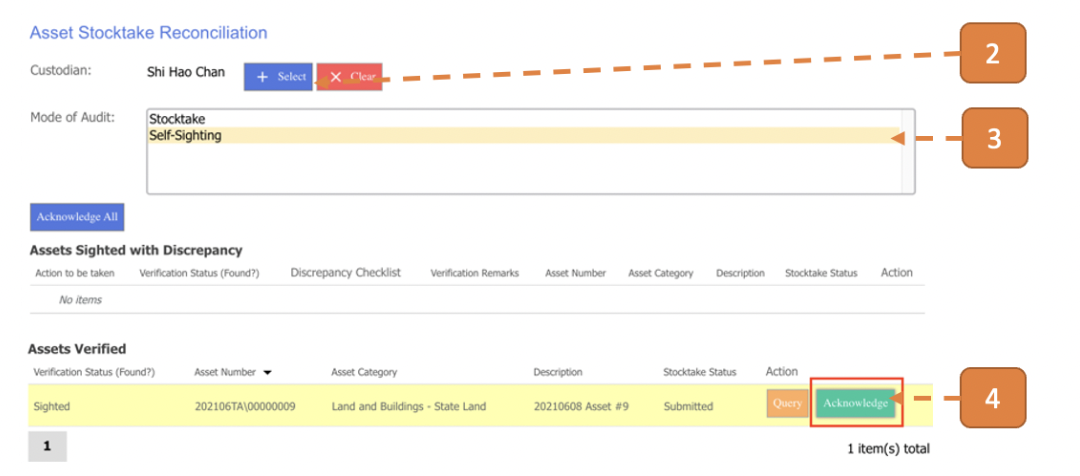 Asset Stocktake Reconciliation
2
Custodian: Shi Hao Chan + Select × Clear
Mode of Audit: Stocktake
Self-Sighting
3
Acknowledge All
Assets Sighted with Discrepancy
Action to be taken Verification Status (Found?) Discrepancy Checklist Verification Remarks Asset Number Asset Category Description Stocktake Status Action
No items
Assets Verified
Verification Status (Found?) Asset Number Asset Category Description Stocktake Status Action
Sighted 202106TA\00000009 Land and Buildings - State Land 20210608 Asset #9 Submitted Query Acknowledge
4
1 1 item(s) total